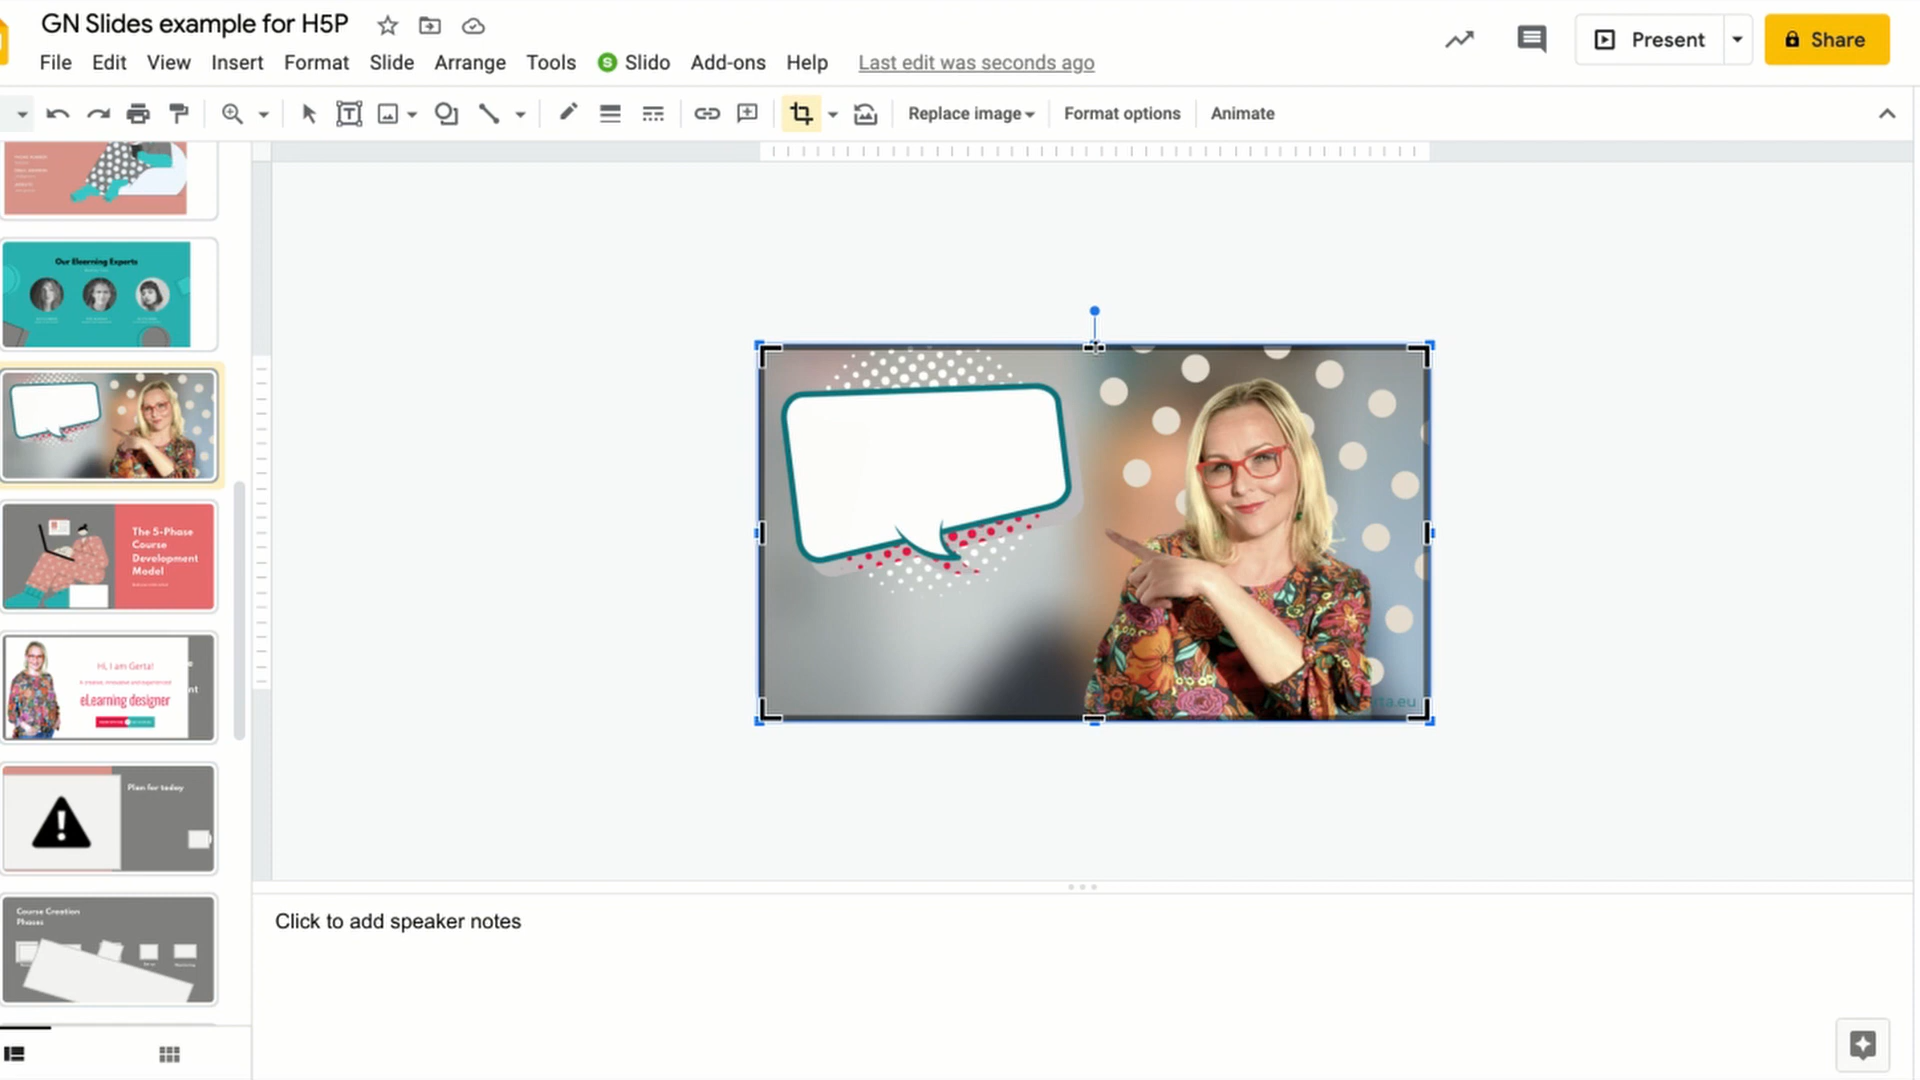 GN Slides example for H5P
File Edit View Insert Format Slide Arrange Tools Slido Add-ons Help Last edit was seconds ago
Present
Share
Replace image Format options Animate
Our Elearning Experts
The 5-Phase
Course
Development
Model
Hi, I am Gerta!
eLearning designer
Plan for today
Course Creation
Phases
Click to add speaker notes